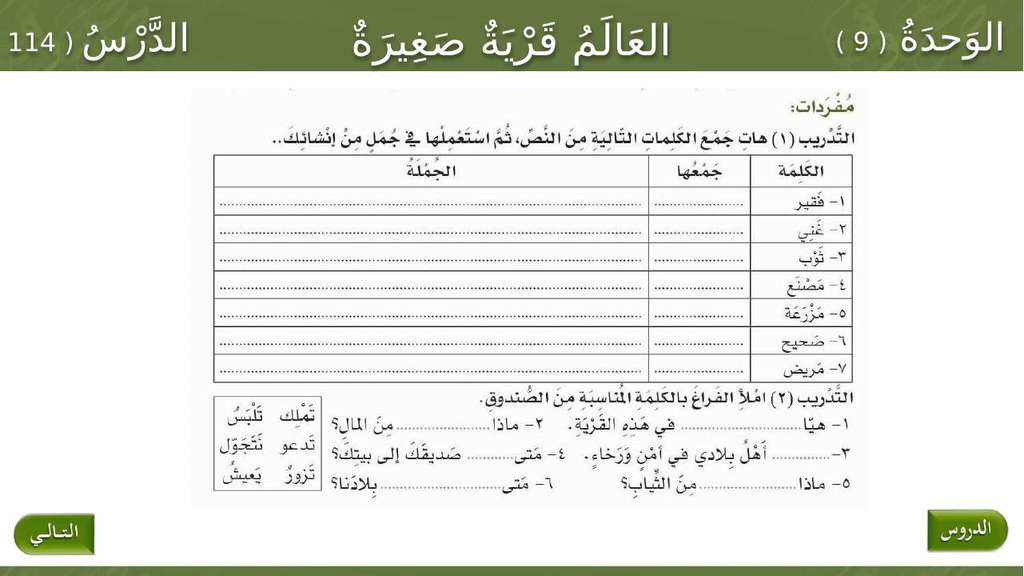 الوَحدَةُ ( 9 )
العَالَمُ قَرْيَةٌ صَغِيرَةٌ
الدَّرْسُ ( 114
مُفْرَدات:
التَّدْريب (١) هاتِ جَمْعَ الكَلِماتِ التّالِيَةِ مِنَ النَّصِّ، ثُمَّ اسْتَعْمِلْها في جُمَلٍ مِنْ إنْشائِكَ..
الكَلِمَة جَمْعُها الجُمْلَةُ
١- فَقير
٢- غَنِي
٣- ثَوْب
٤- مَصْنَع
٥- مَزْرَعَة
٦- صَحيح
٧- مَريض
التَّدْريب (٢) امْلأ الفَراغَ بالكَلِمَةِ المُناسِبَةِ مِنَ الصُّندوقِ.
١- هيّا ........................ في هَذِهِ القَرْيَةِ. ٢- ماذا ........................ مِنَ المالِ؟
٣- ............... أَهْلُ بِلادي في أَمْنٍ وَرَخاءٍ. ٤- مَتى ............ صَديقَكَ إلى بيتِكَ؟
٥- ماذا ........................ مِنَ الثِّيابِ؟ ٦- مَتى ........................ بِلادَنا؟
تَمْلِك تَلْبَسُ
تَدعو نَتَجَوّل
تَزورُ يَعيشُ
الدروس
التالي